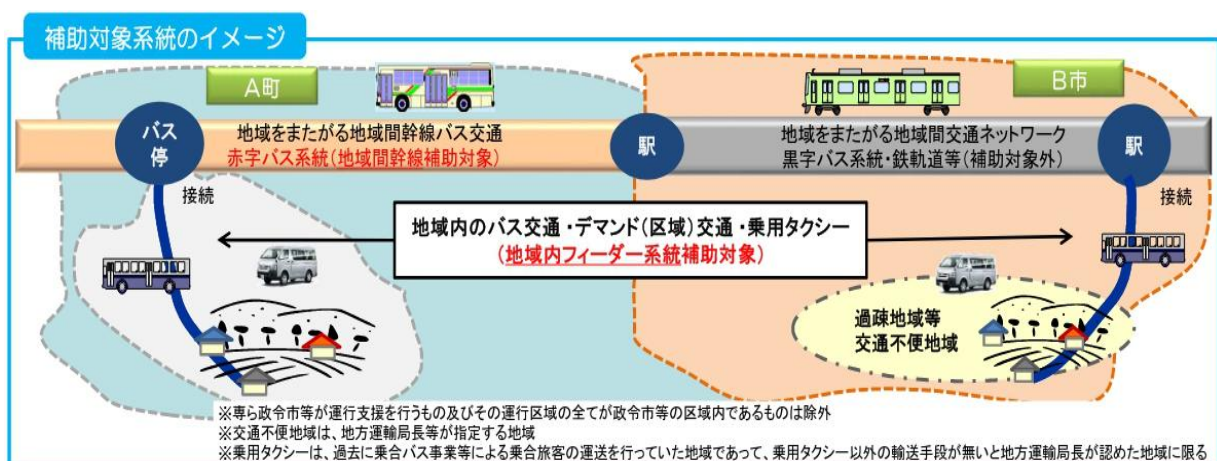 補助対象系統のイメージ
A町
B市
バス停
地域をまたがる地域間幹線バス交通
赤字バス系統(地域間幹線補助対象)
駅
地域をまたがる地域間交通ネットワーク
黒字バス系統・鉄軌道等(補助対象外)
駅
接続
接続
地域内のバス交通・デマンド(区域)交通・乗用タクシー
(地域内フィーダー系統補助対象)
過疎地域等
交通不便地域
※専ら政令市等が運行支援を行うもの及びその運行区域の全てが政令市等の区域内であるものは除外
※交通不便地域は、地方運輸局長等が指定する地域
※乗用タクシーは、過去に乗合バス事業等による乗合旅客の運送を行っていた地域であって、乗用タクシー以外の輸送手段が無いと地方運輸局長が認めた地域に限る